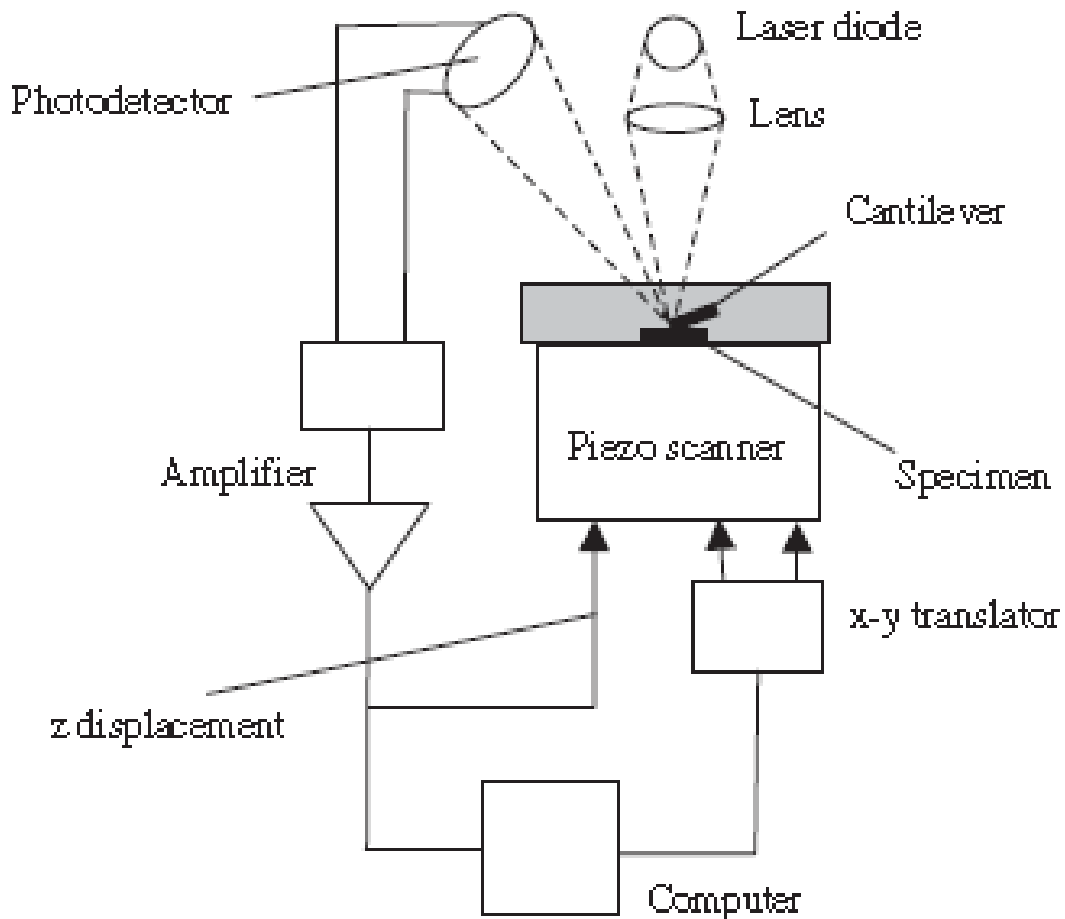 Laser diode
Photodetector
Lens
Cantilever
Piezo scanner
Amplifier
Specimen
x-y translator
z displacement
Computer